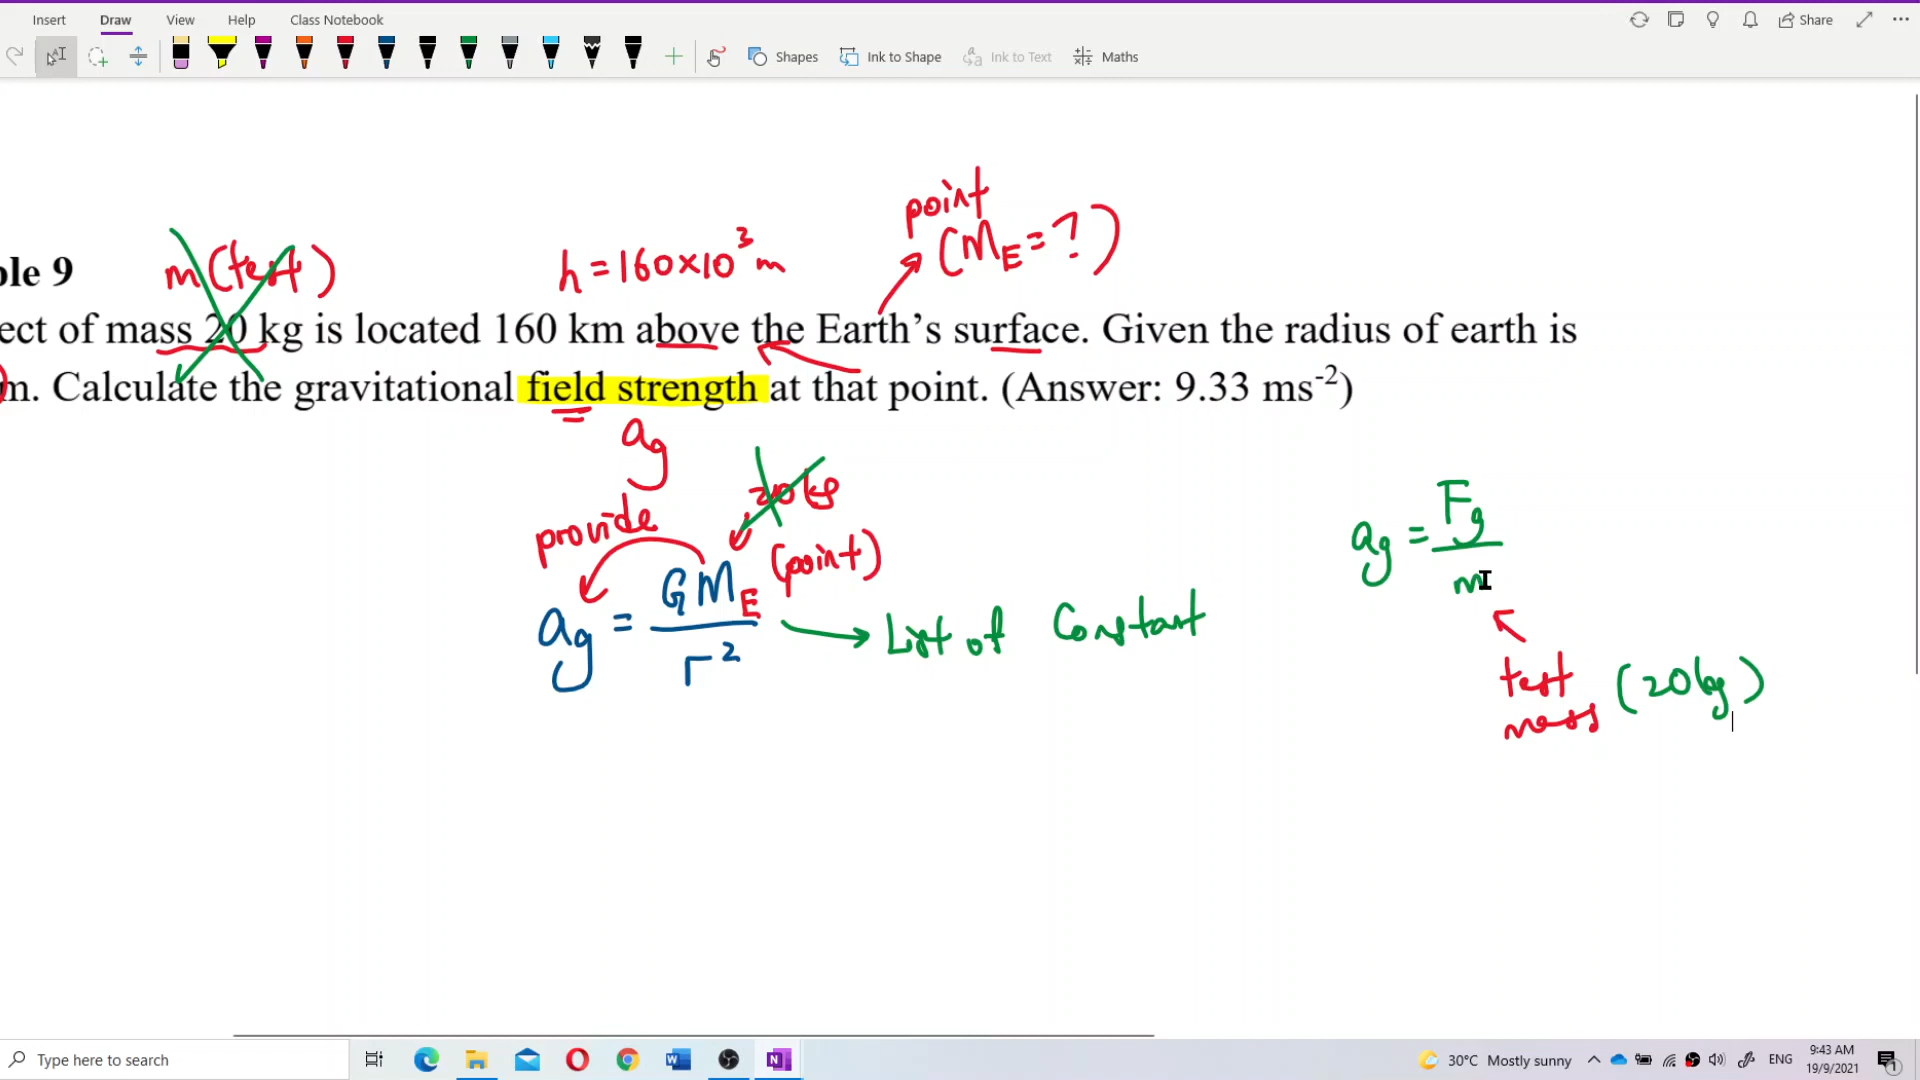 Insert Draw View Help Class Notebook Share
Shapes Ink to Shape Ink to Text Maths
point
(M_E = ?)
ple 9 m (test) h = 160×10³ m
ect of mass 20 kg is located 160 km above the Earth's surface. Given the radius of earth is
m. Calculate the gravitational field strength at that point. (Answer: 9.33 ms⁻²)
ag
provide 20 kg
(point)
ag = GM_E / r² → List of Constant
ag = Fg / m
test (20kg)
mass
Type here to search 30°C Mostly sunny ENG 9:43 AM
19/9/2021